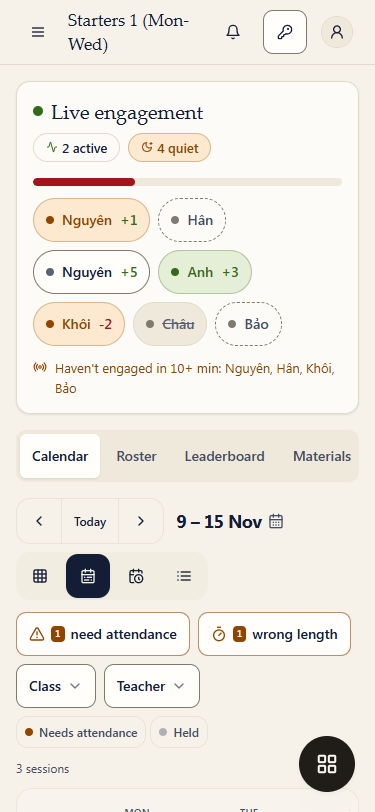 Starters 1 (Mon-
Wed)
Live engagement
2 active
4 quiet
Nguyên +1
Hân
Nguyên +5
Anh +3
Khôi -2
Châu
Bảo
Haven't engaged in 10+ min: Nguyên, Hân, Khôi,
Bảo
Calendar
Roster
Leaderboard
Materials
Today
9 – 15 Nov
1 need attendance
1 wrong length
Class
Teacher
Needs attendance
Held
3 sessions
MON
TUE